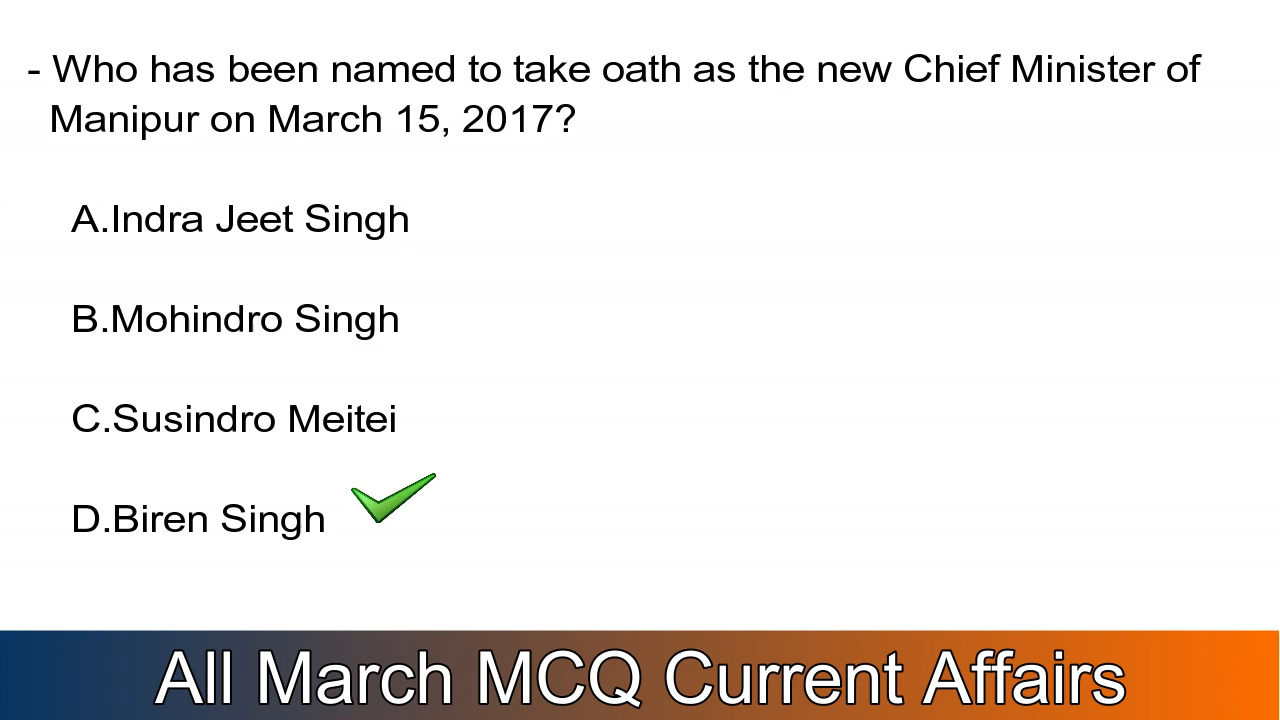 - Who has been named to take oath as the new Chief Minister of
Manipur on March 15, 2017?
A.Indra Jeet Singh
B.Mohindro Singh
C.Susindro Meitei
D.Biren Singh
All March MCQ Current Affairs